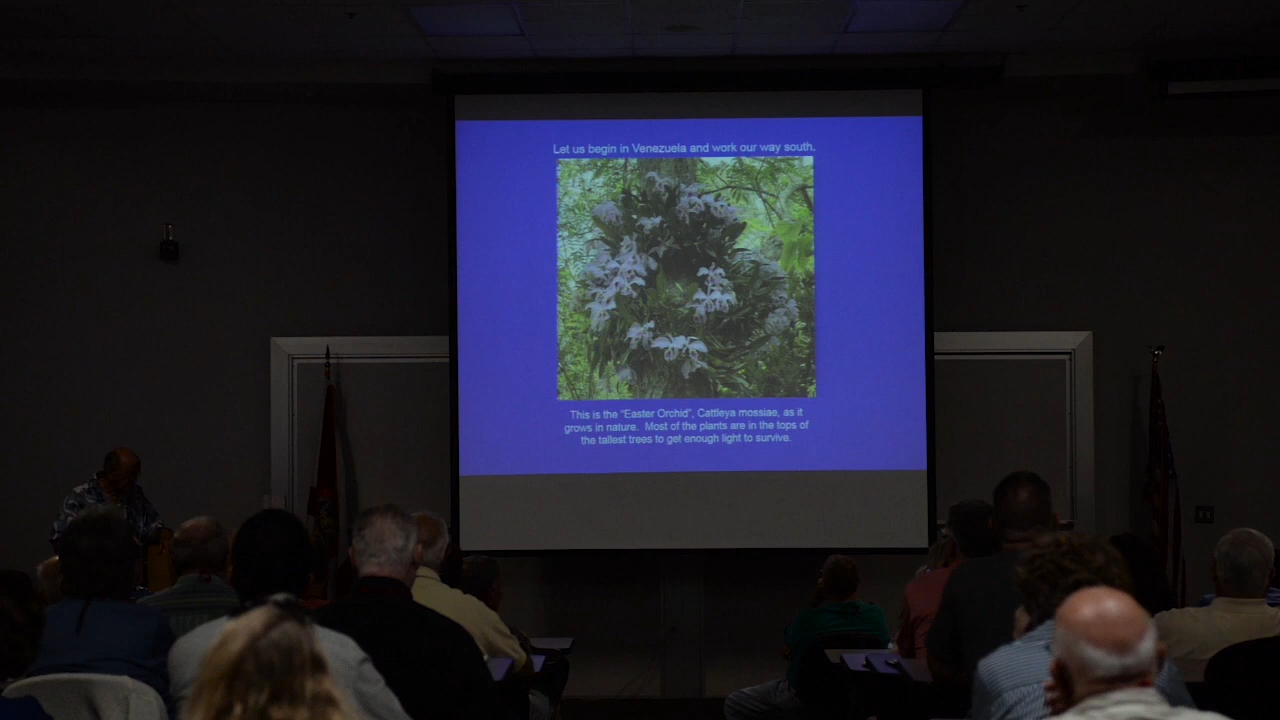 Let us begin in Venezuela and work our way south.
This is the "Easter Orchid", Cattleya mossiae, as it
grows in nature. Most of the plants are in the tops of
the tallest trees to get enough light to survive.